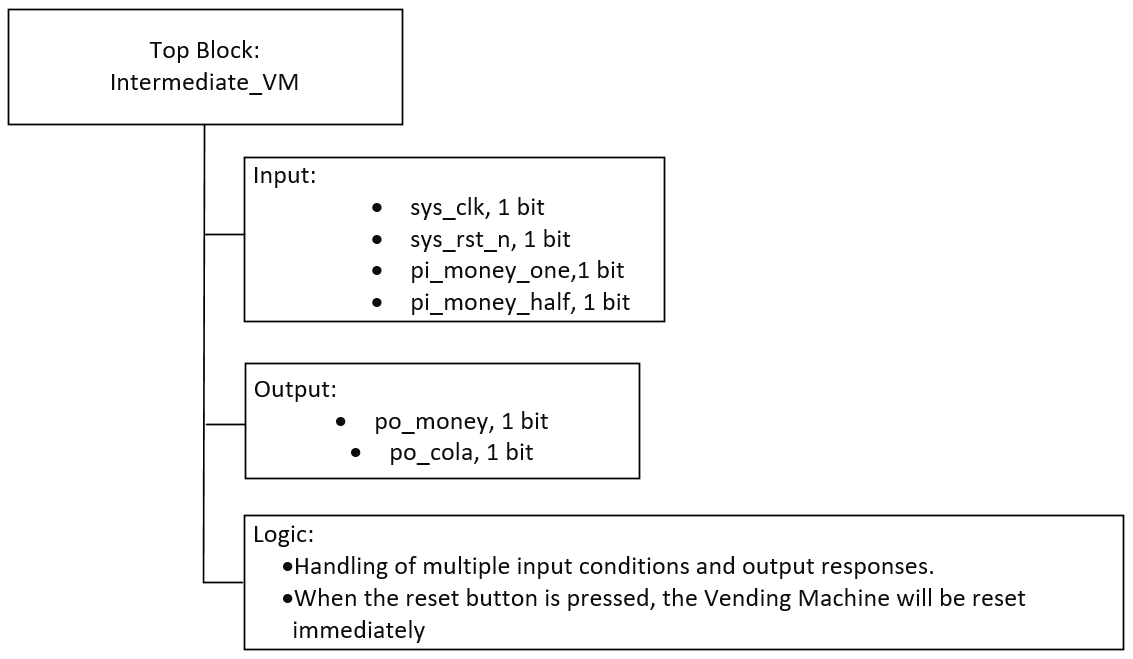 Top Block:
Intermediate_VM
Input:
• sys_clk, 1 bit
• sys_rst_n, 1 bit
• pi_money_one,1 bit
• pi_money_half, 1 bit
Output:
• po_money, 1 bit
• po_cola, 1 bit
Logic:
•Handling of multiple input conditions and output responses.
•When the reset button is pressed, the Vending Machine will be reset
immediately